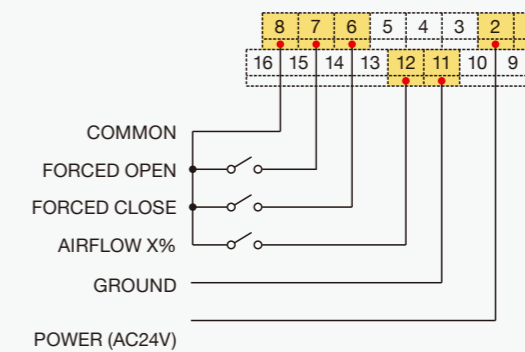 8 7 6 5 4 3 2
16 15 14 13 12 11 10 9
COMMON
FORCED OPEN
FORCED CLOSE
AIRFLOW X%
GROUND
POWER (AC24V)